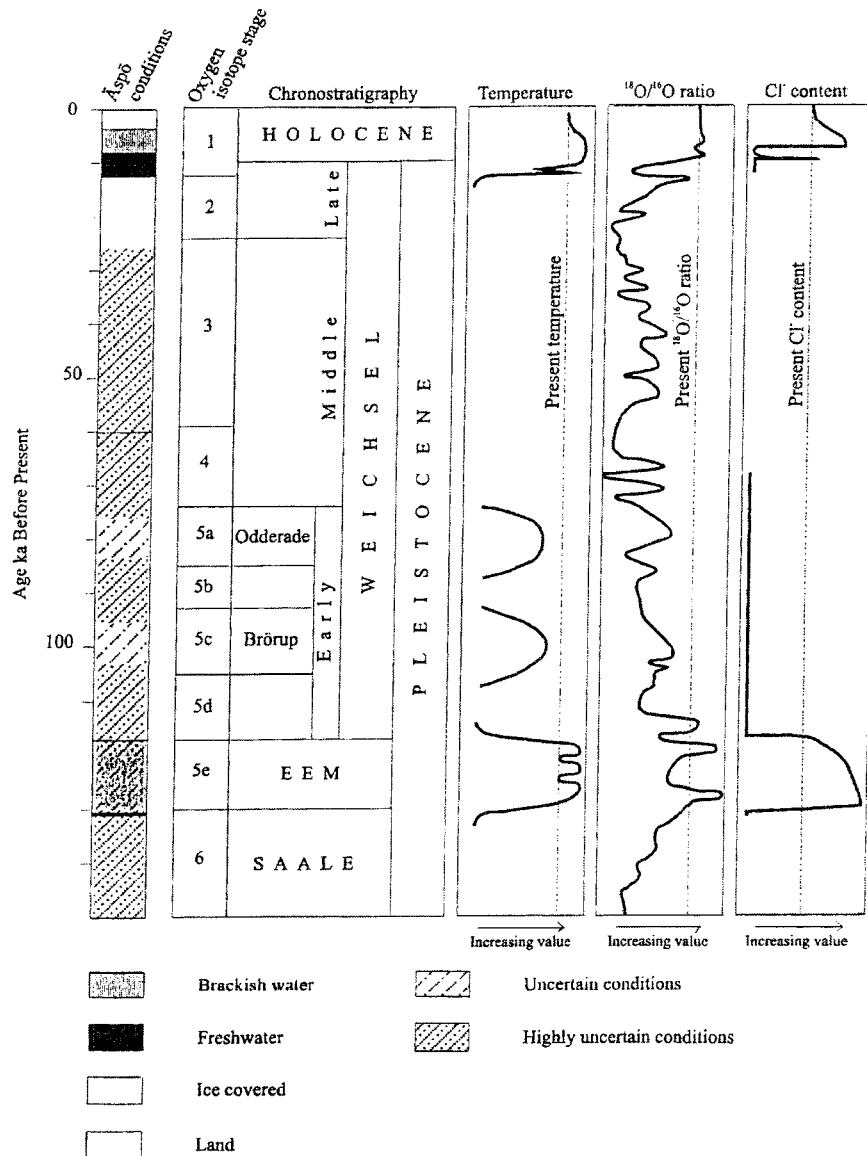 Äspö conditions
Oxygen isotope stage
Chronostratigraphy
Temperature
¹⁸O/¹⁶O ratio
Cl⁻ content
0
50
100
Age ka Before Present
1
2
3
4
5a
5b
5c
5d
5e
6
HOLOCENE
Late
Middle
Early
WEICHSEL
PLEISTOCENE
Odderade
Brörup
EEM
SAALE
Present temperature
Present ¹⁸O/¹⁶O ratio
Present Cl⁻ content
Increasing value
Increasing value
Increasing value
Brackish water
Uncertain conditions
Freshwater
Highly uncertain conditions
Ice covered
Land